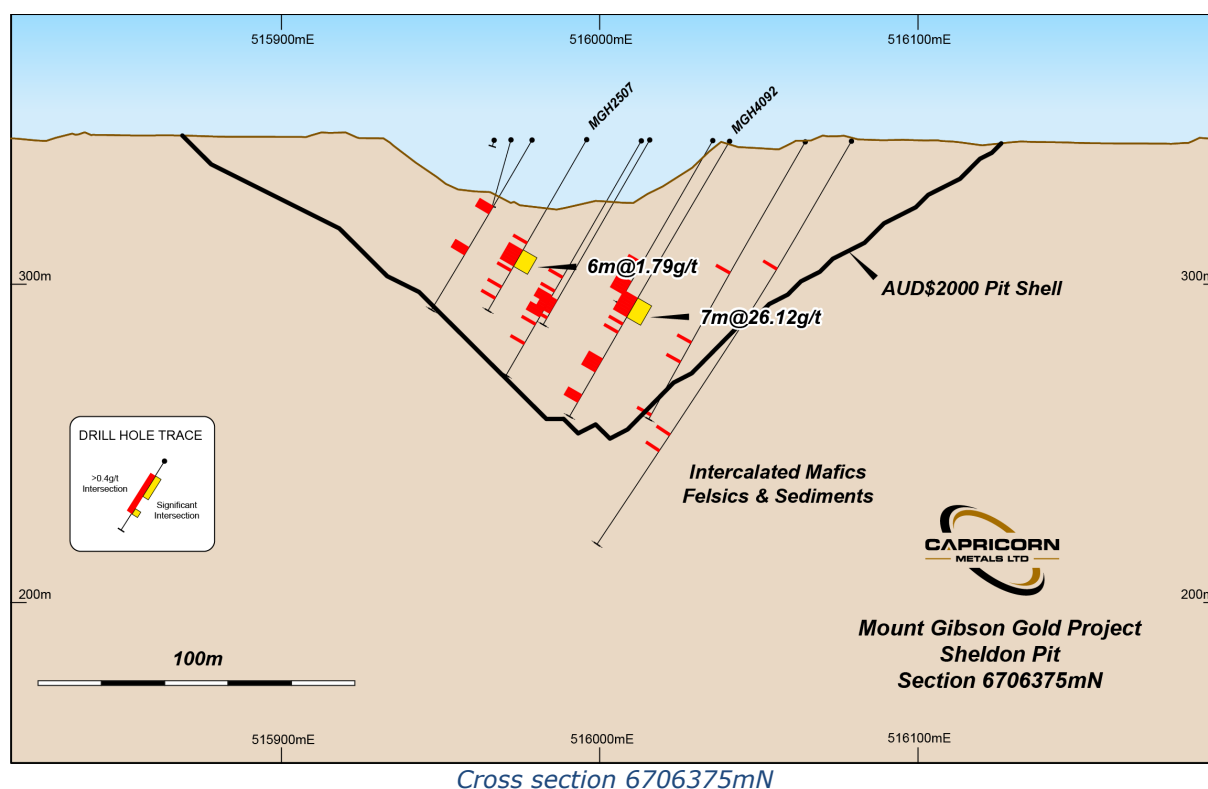 515900mE
516000mE
516100mE
MGH2507
MGH4092
300m
300m
6m@1.79g/t
7m@26.12g/t
AUD$2000 Pit Shell
DRILL HOLE TRACE
>0.4g/t
Intersection
Significant
Intersection
Intercalated Mafics
Felsics & Sediments
CAPRICORN
METALS LTD
200m
200m
Mount Gibson Gold Project
Sheldon Pit
Section 6706375mN
100m
515900mE
516000mE
516100mE
Cross section 6706375mN